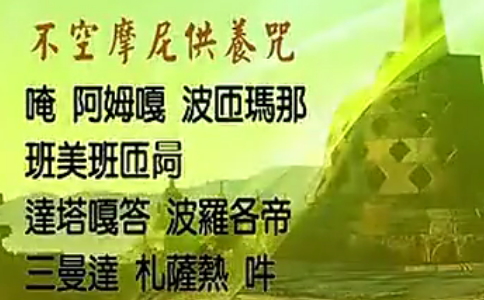 不空摩尼供養咒
唵 阿姆嘎 波匝瑪那
班美班匝咼
達塔嘎答 波羅各帝
三曼達 札薩熱 吽